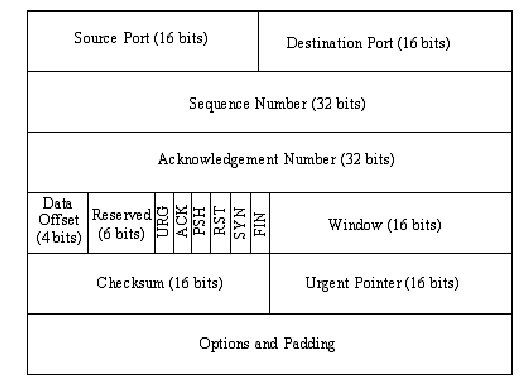 Source Port (16 bits)
Destination Port (16 bits)
Sequence Number (32 bits)
Acknowledgement Number (32 bits)
Data
Offset
(4 bits)
Reserved
(6 bits)
URG
ACK
PSH
RST
SYN
FIN
Window (16 bits)
Checksum (16 bits)
Urgent Pointer (16 bits)
Options and Padding